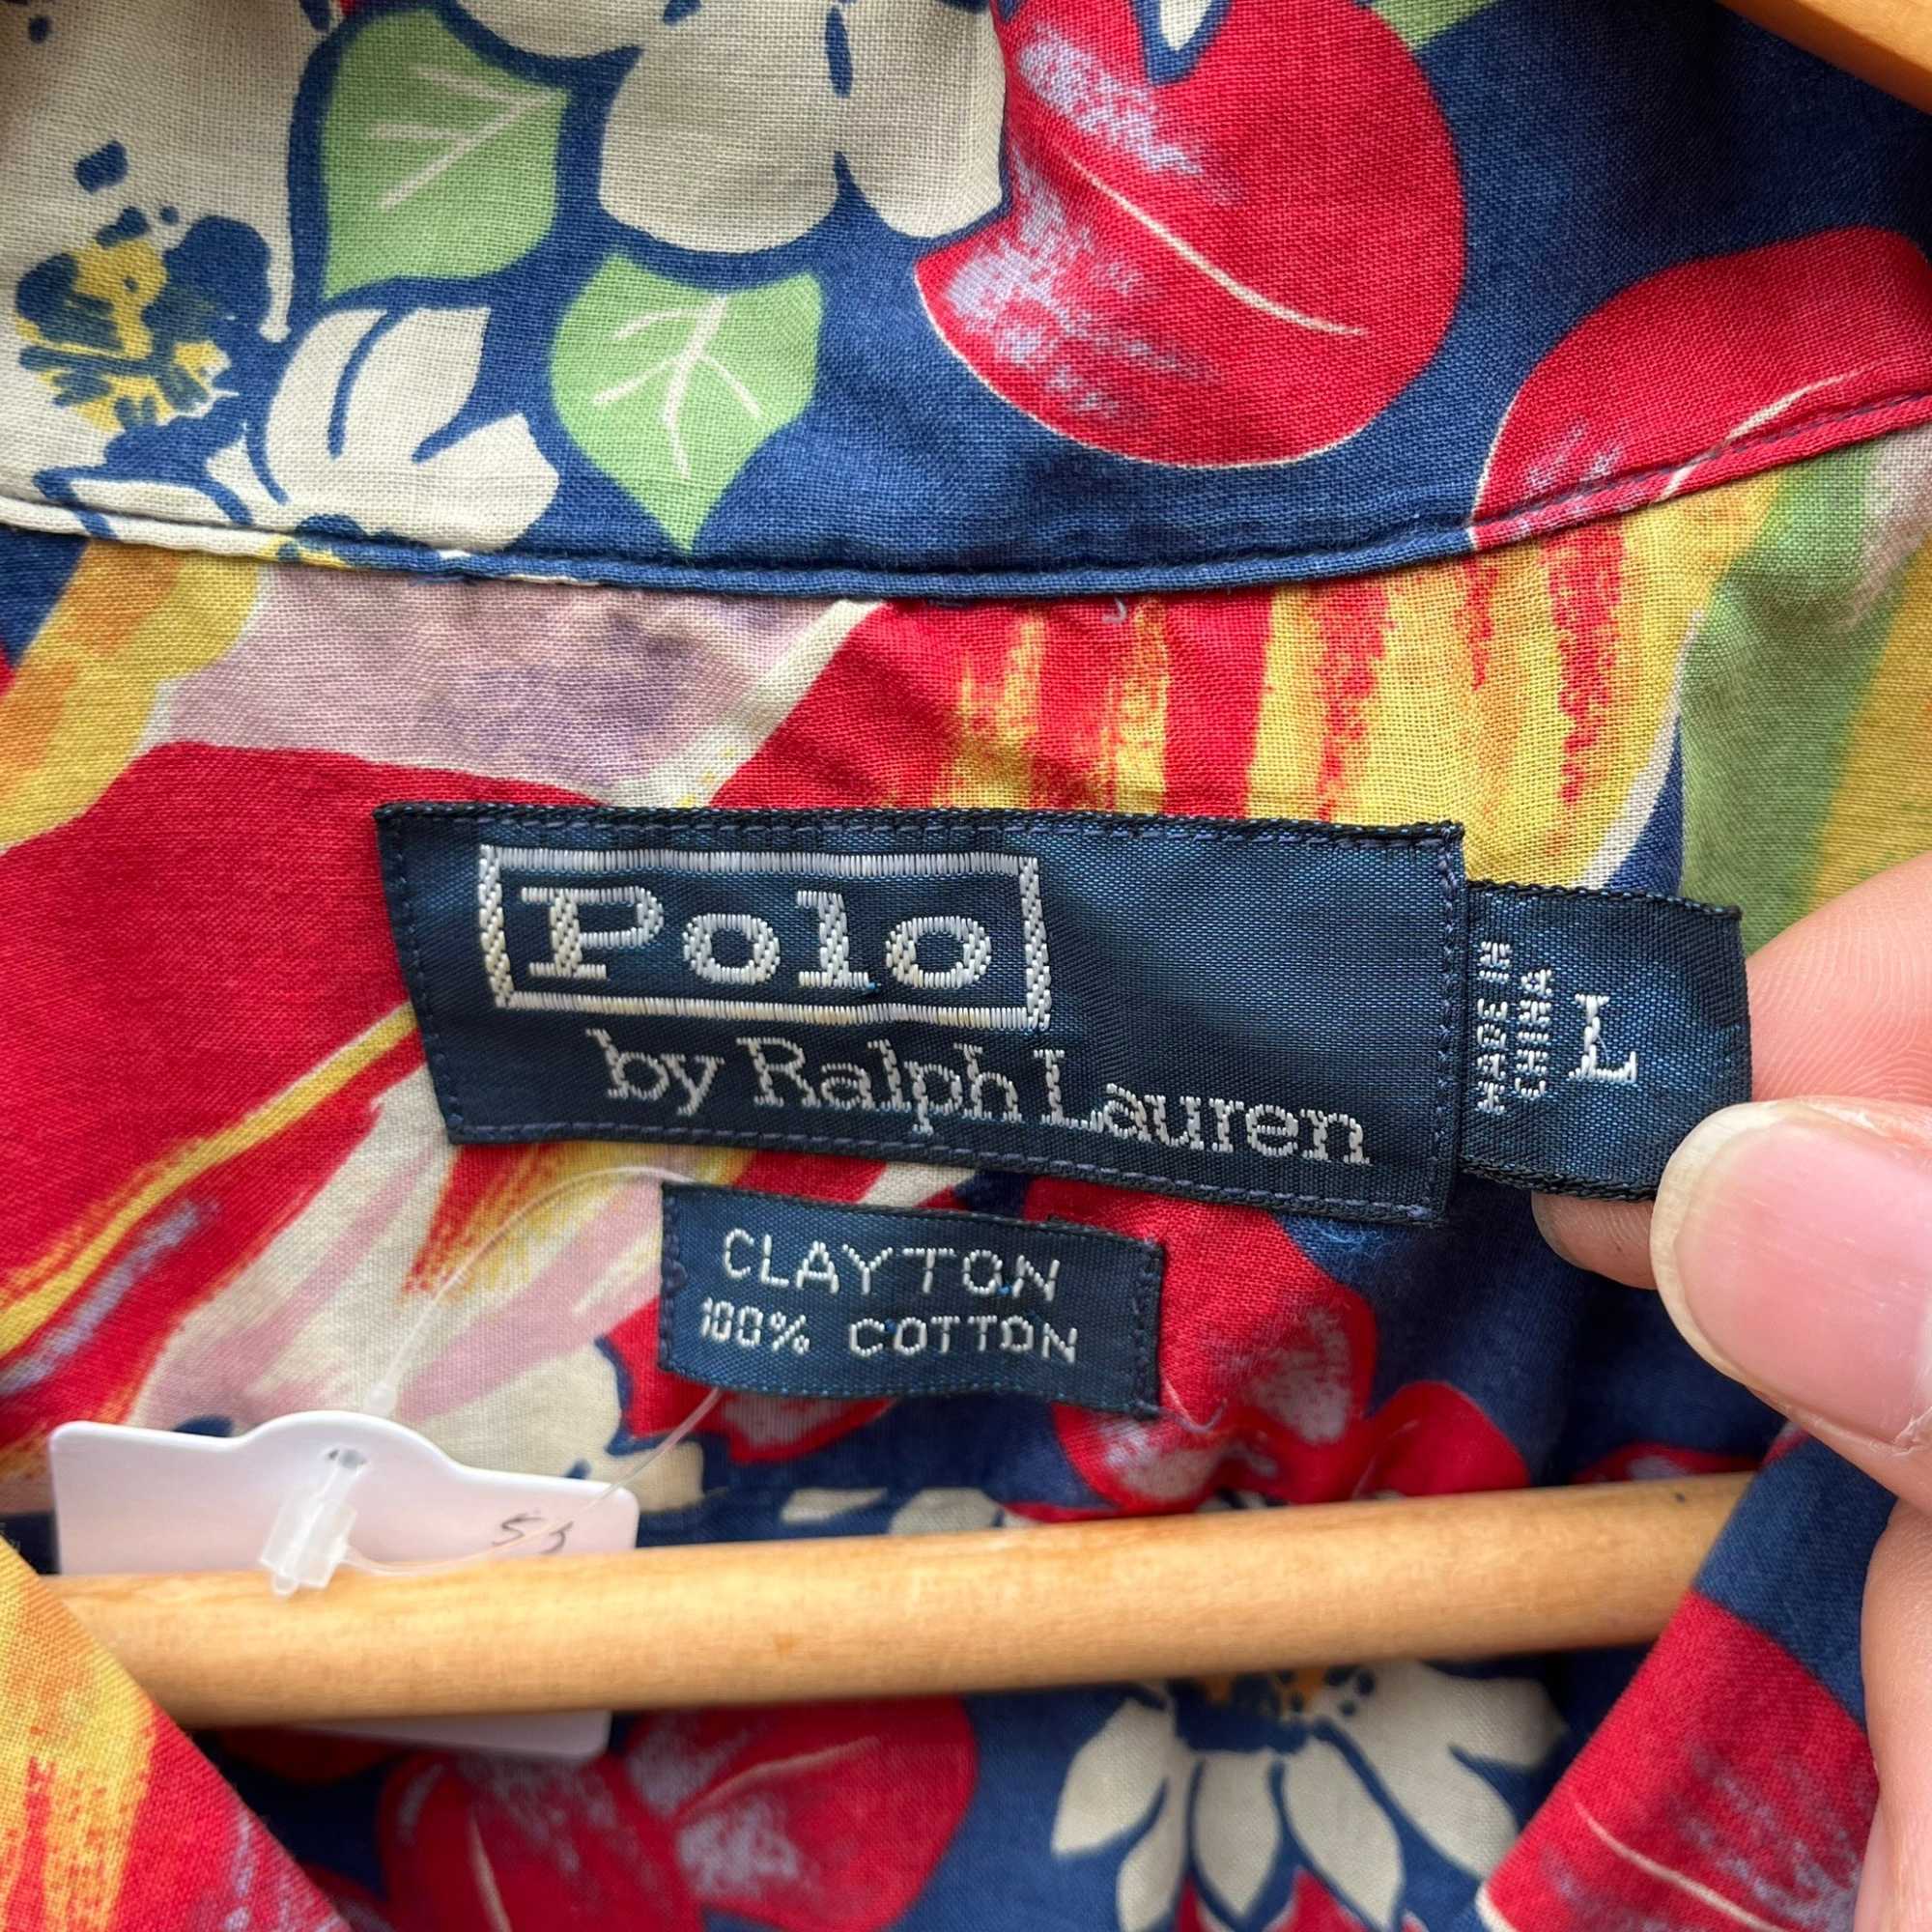 Polo
by Ralph Lauren
MADE IN
CHINA
L
CLAYTON
100% COTTON